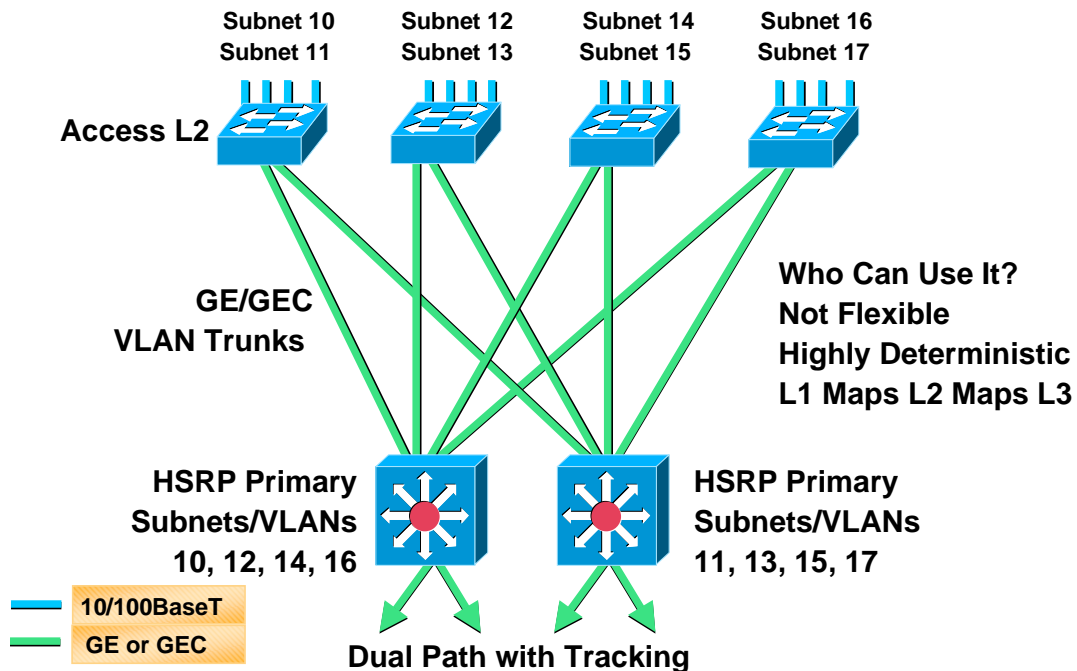 Subnet 10
Subnet 11
Subnet 12
Subnet 13
Subnet 14
Subnet 15
Subnet 16
Subnet 17
Access L2
GE/GEC
VLAN Trunks
Who Can Use It?
Not Flexible
Highly Deterministic
L1 Maps L2 Maps L3
HSRP Primary
Subnets/VLANs
10, 12, 14, 16
HSRP Primary
Subnets/VLANs
11, 13, 15, 17
10/100BaseT
GE or GEC
Dual Path with Tracking